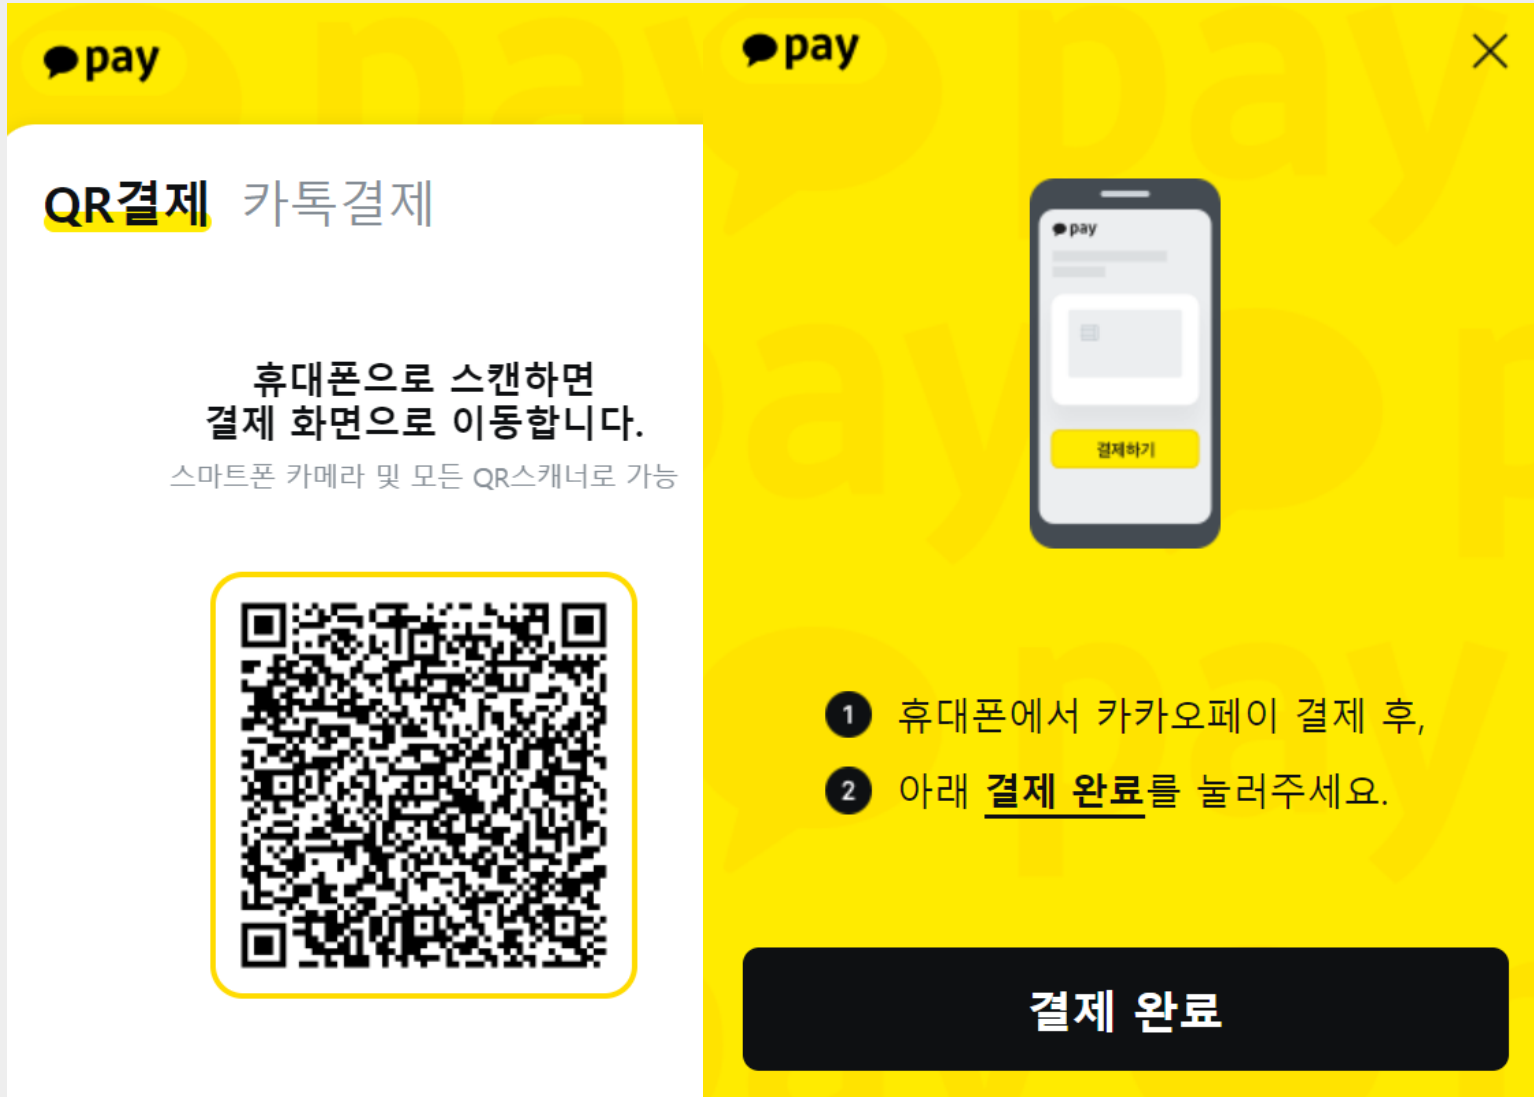 pay
QR결제 카톡결제
휴대폰으로 스캔하면
결제 화면으로 이동합니다.
스마트폰 카메라 및 모든 QR스캐너로 가능
pay
pay
결제하기
1 휴대폰에서 카카오페이 결제 후,
2 아래 결제 완료를 눌러주세요.
결제 완료